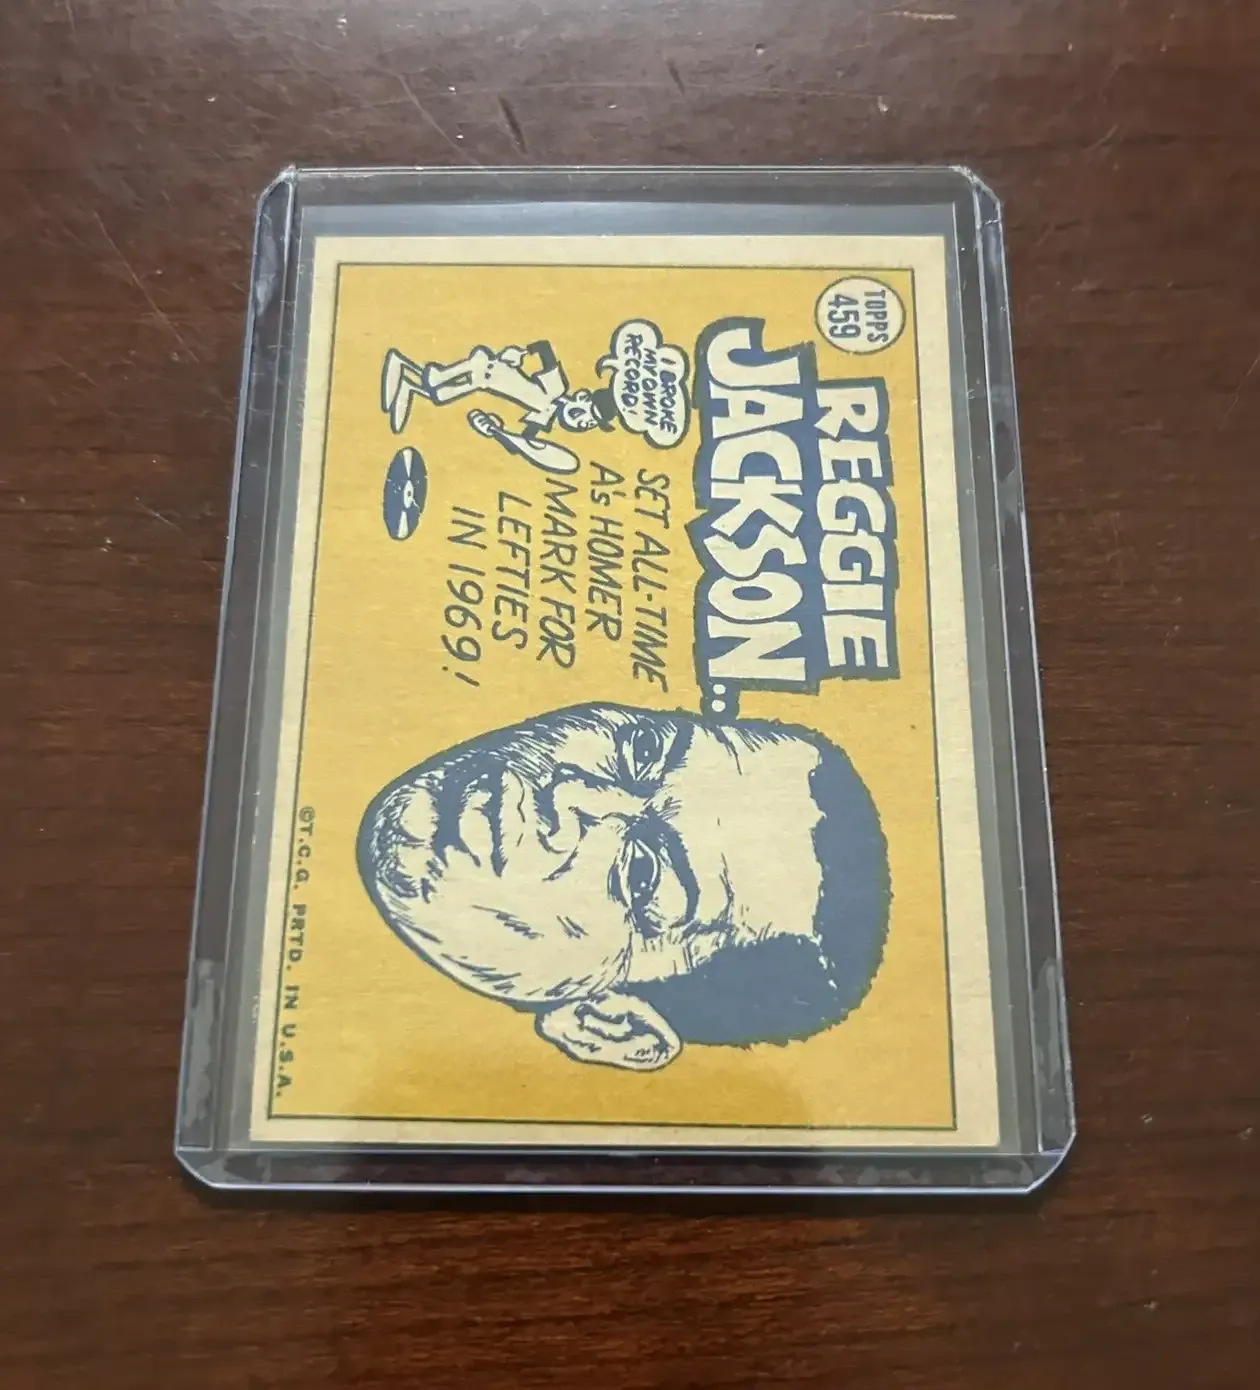 TOPPS
459
REGGIE
JACKSON..
I BROKE
MY OWN
RECORD!
SET ALL-TIME
A's HOMER
MARK FOR
LEFTIES
IN 1969!
©T.C.G. PRTD. IN U.S.A.